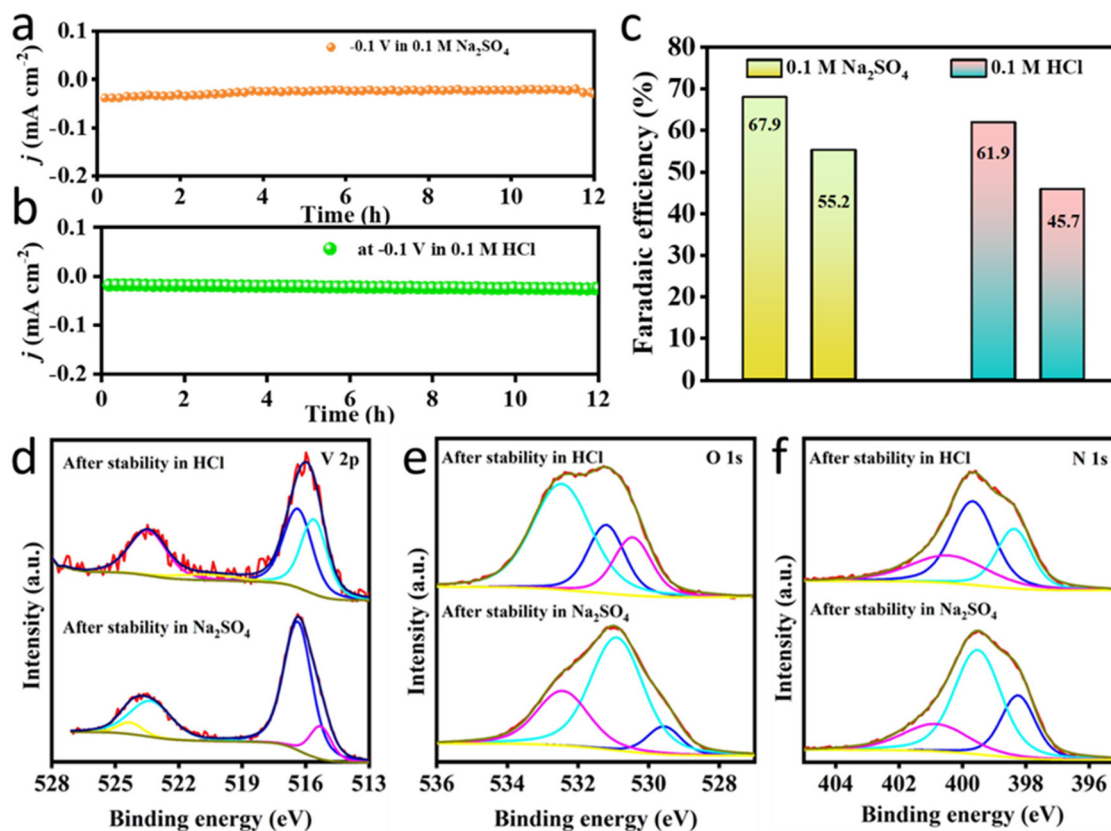 a
0.1
0.0
-0.1
-0.2
j (mA cm⁻²)
-0.1 V in 0.1 M Na₂SO₄
0 2 4 6 8 10 12
Time (h)
b
0.1
0.0
-0.1
-0.2
j (mA cm⁻²)
at -0.1 V in 0.1 M HCl
0 2 4 6 8 10 12
Time (h)
c
80
70
60
50
40
30
20
10
0
Faradaic efficiency (%)
0.1 M Na₂SO₄
0.1 M HCl
67.9
55.2
61.9
45.7
d
After stability in HCl
V 2p
After stability in Na₂SO₄
Intensity (a.u.)
528 525 522 519 516 513
Binding energy (eV)
e
After stability in HCl
O 1s
After stability in Na₂SO₄
Intensity (a.u.)
536 534 532 530 528
Binding energy (eV)
f
After stability in HCl
N 1s
After stability in Na₂SO₄
Intensity (a.u.)
404 402 400 398 396
Binding energy (eV)